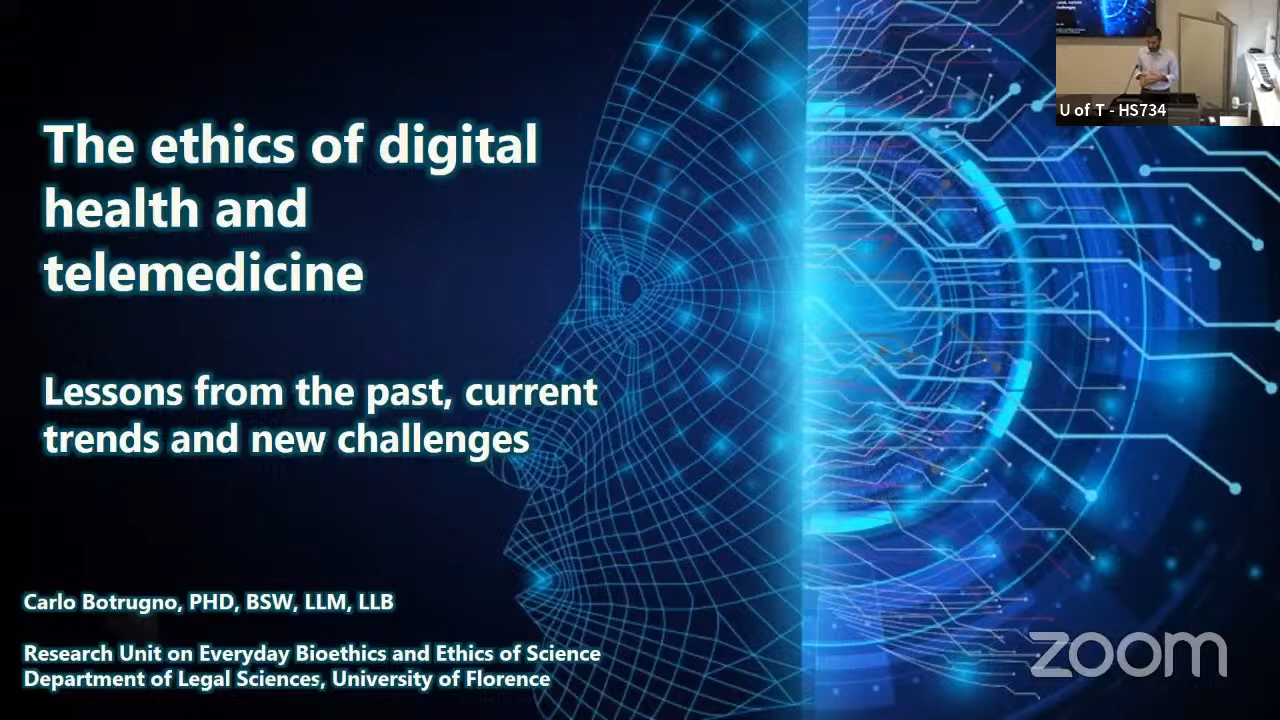 The ethics of digital
health and
telemedicine
Lessons from the past, current
trends and new challenges
Carlo Botrugno, PHD, BSW, LLM, LLB
Research Unit on Everyday Bioethics and Ethics of Science
Department of Legal Sciences, University of Florence
U of T - HS734
zoom